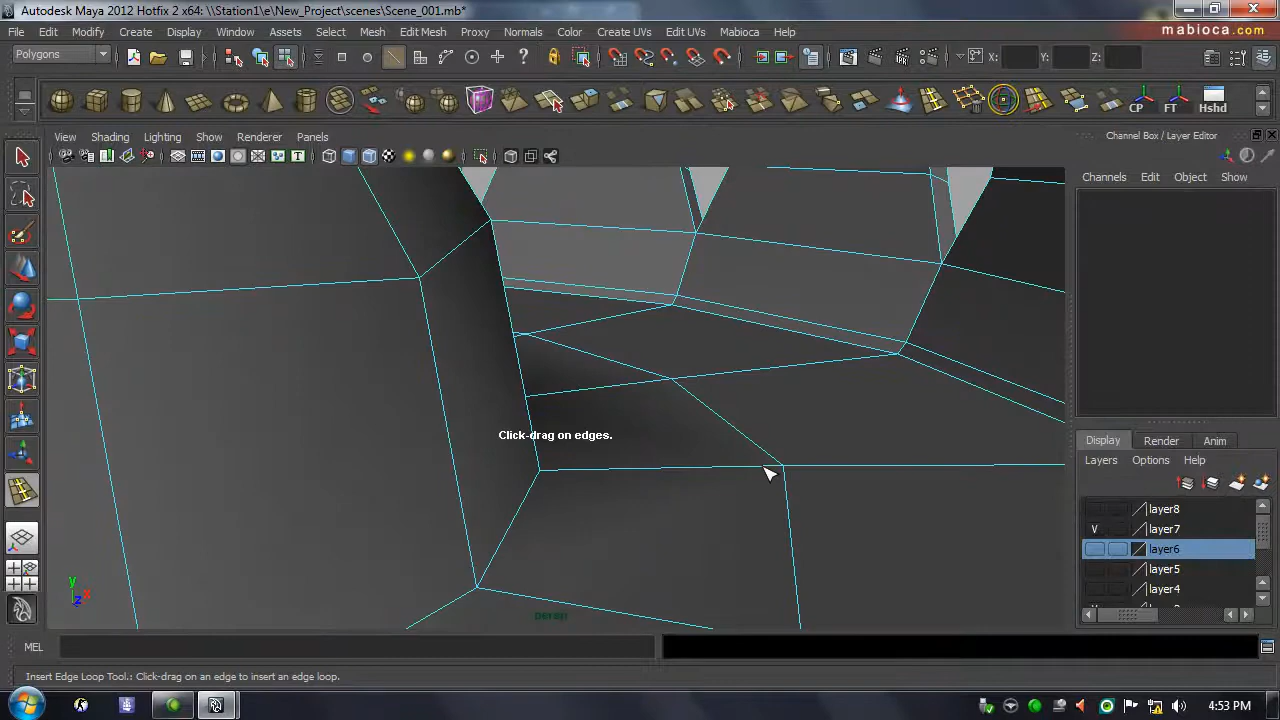 Autodesk Maya 2012 Hotfix 2 x64: \\Station1\e\New_Project\scenes\Scene_001.mb*
File Edit Modify Create Display Window Assets Select Mesh Edit Mesh Proxy Normals Color Create UVs Edit UVs Mabioca Help
mabioca.com
Polygons X: Y: Z:
CP FT Hshd
View Shading Lighting Show Renderer Panels
Channel Box / Layer Editor
Channels Edit Object Show
Click-drag on edges.
Display Render Anim
Layers Options Help
layer8
V layer7
layer6
layer5
layer4
y
x
z
persp
MEL
Insert Edge Loop Tool.: Click-drag on an edge to insert an edge loop.
4:53 PM